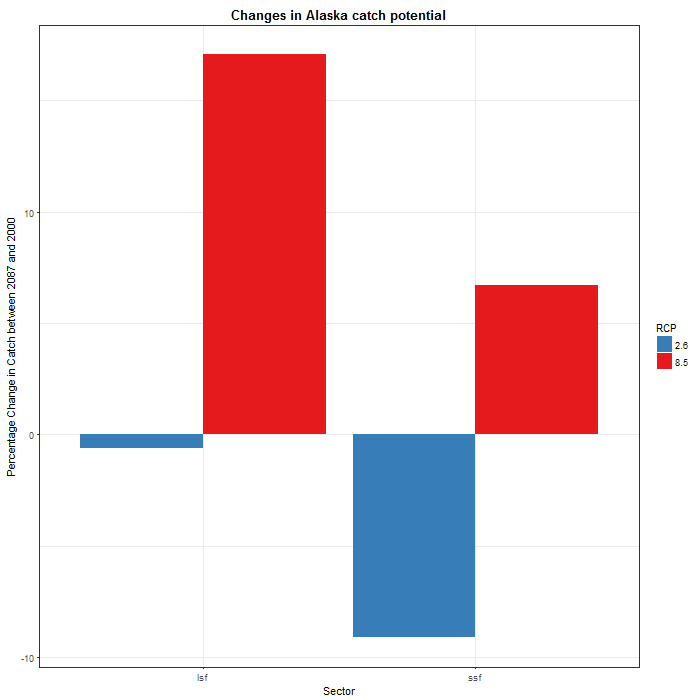 Changes in Alaska catch potential
Percentage Change in Catch between 2087 and 2000
10
0
-10
lsf
ssf
Sector
RCP
2.6
8.5